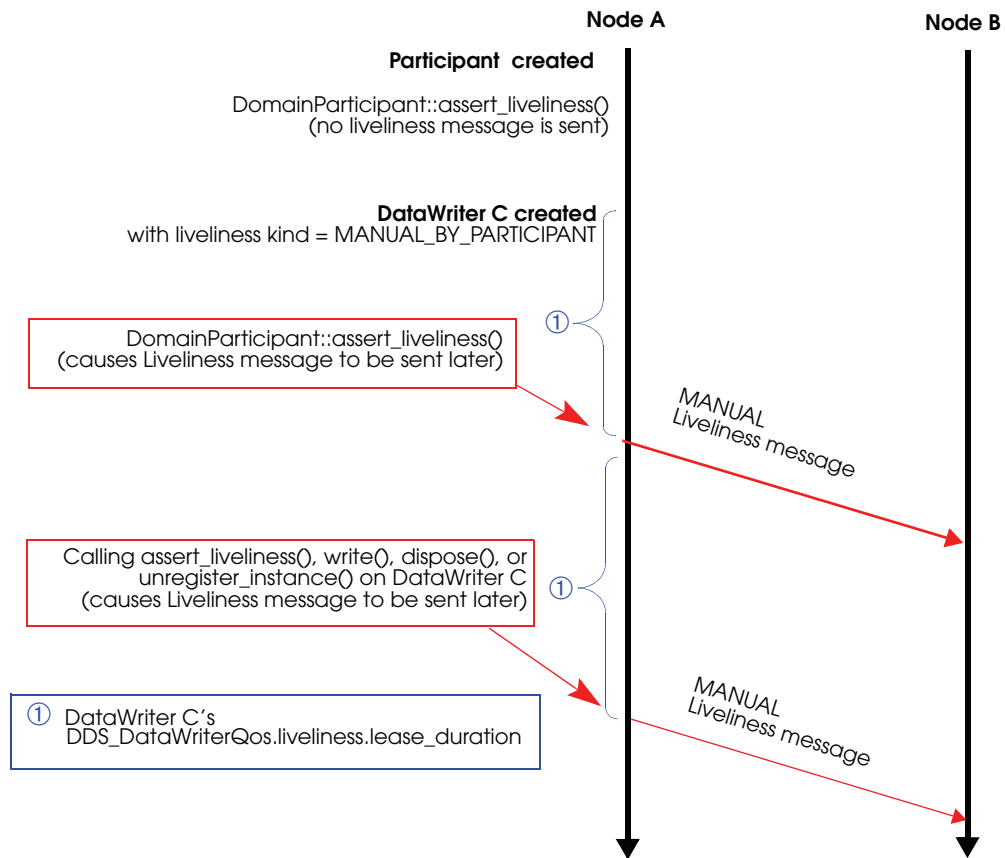 Node A
Node B
Participant created
DomainParticipant::assert_liveliness()
(no liveliness message is sent)
DataWriter C created
with liveliness kind = MANUAL_BY_PARTICIPANT
①
DomainParticipant::assert_liveliness()
(causes Liveliness message to be sent later)
MANUAL
Liveliness message
Calling assert_liveliness(), write(), dispose(), or
unregister_instance() on DataWriter C
(causes Liveliness message to be sent later)
①
MANUAL
Liveliness message
① DataWriter C's
DDS_DataWriterQos.liveliness.lease_duration